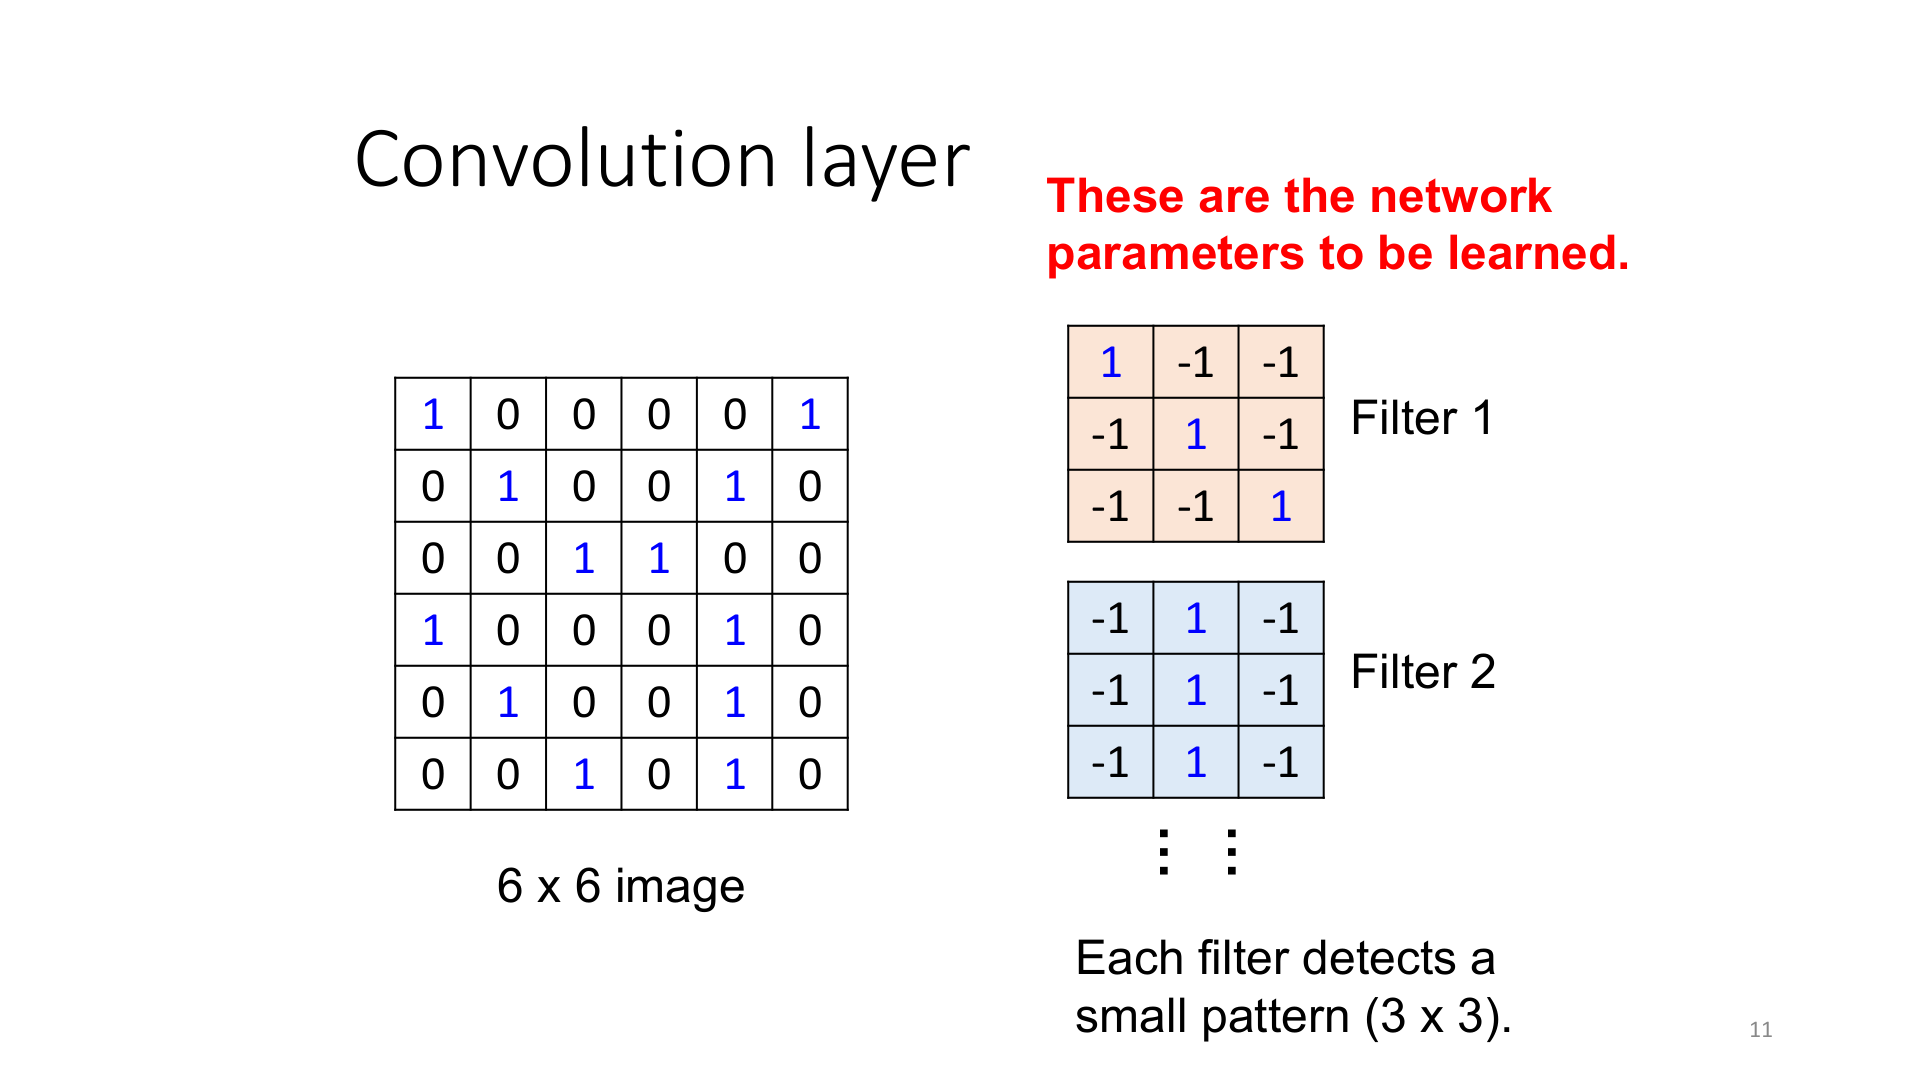 Convolution layer
These are the network
parameters to be learned.
1 0 0 0 0 1
0 1 0 0 1 0
0 0 1 1 0 0
1 0 0 0 1 0
0 1 0 0 1 0
0 0 1 0 1 0
6 x 6 image
1 -1 -1
-1 1 -1
-1 -1 1
Filter 1
-1 1 -1
-1 1 -1
-1 1 -1
Filter 2
⋮ ⋮
Each filter detects a
small pattern (3 x 3).
11